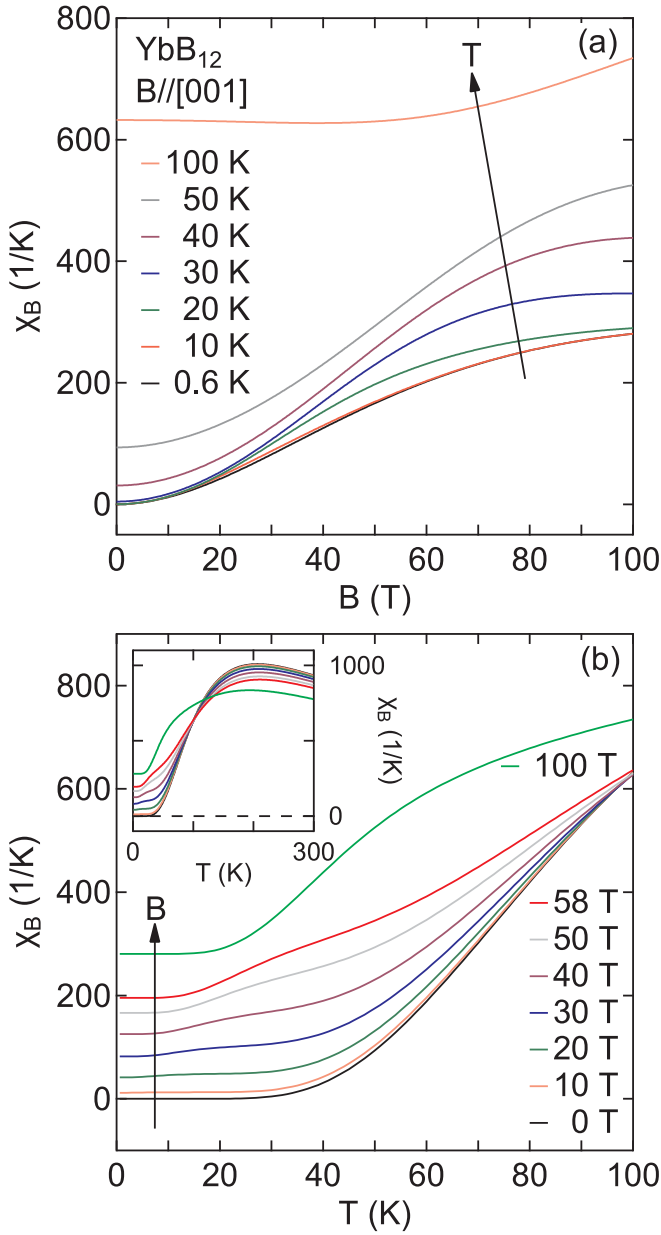 800
600
400
200
0
X_B (1/K)
YbB₁₂
B//[001]
(a)
T
100 K
50 K
40 K
30 K
20 K
10 K
0.6 K
0 20 40 60 80 100
B (T)
(b)
800
600
400
200
0
X_B (1/K)
1000
0
X_B (1/K)
0 300
T (K)
B
100 T
58 T
50 T
40 T
30 T
20 T
10 T
0 T
0 20 40 60 80 100
T (K)